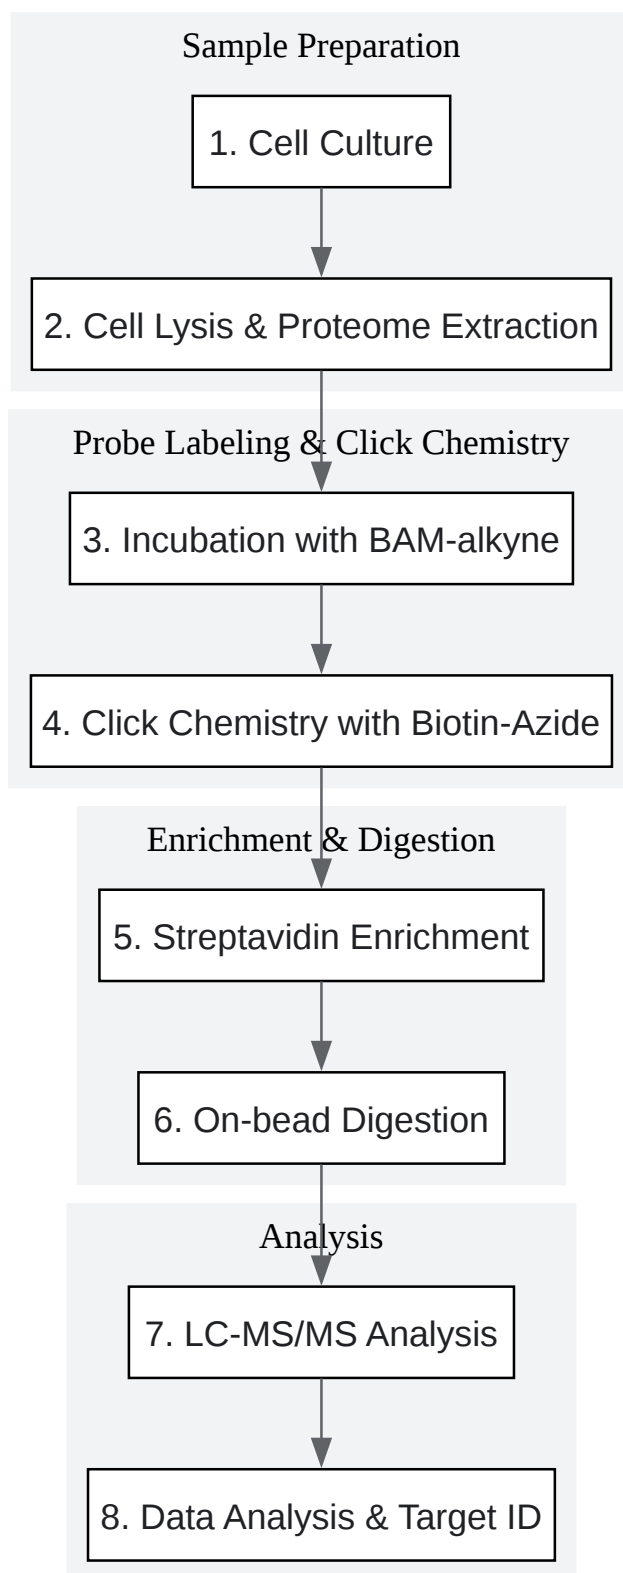 Sample Preparation
1. Cell Culture
2. Cell Lysis & Proteome Extraction
Probe Labeling & Click Chemistry
3. Incubation with BAM-alkyne
4. Click Chemistry with Biotin-Azide
Enrichment & Digestion
5. Streptavidin Enrichment
6. On-bead Digestion
Analysis
7. LC-MS/MS Analysis
8. Data Analysis & Target ID